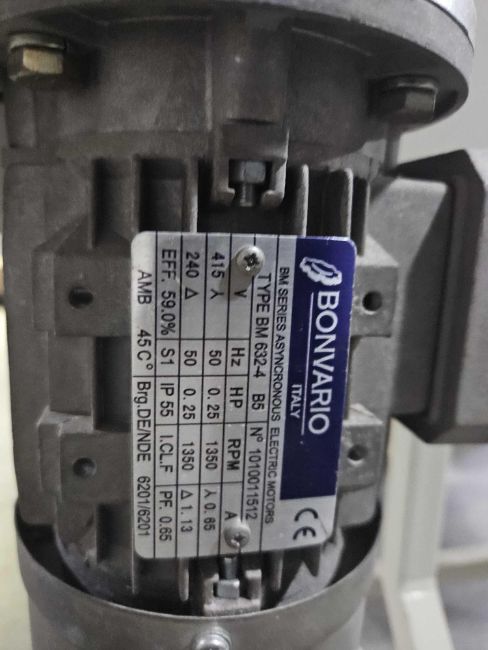 BONVARIO
ITALY
CE
BM SERIES ASYNCRONOUS ELECTRIC MOTORS
TYPE BM 632-4 B5 Nº 1010011512
V Hz HP RPM A
415 ⅄ 50 0.25 1350 ⅄ 0.65
240 Δ 50 0.25 1350 Δ 1.13
EFF. 59.0% S1 IP 55 I.CL.F PF. 0.65
AMB 45 C° Brg.DE/NDE 6201/6201